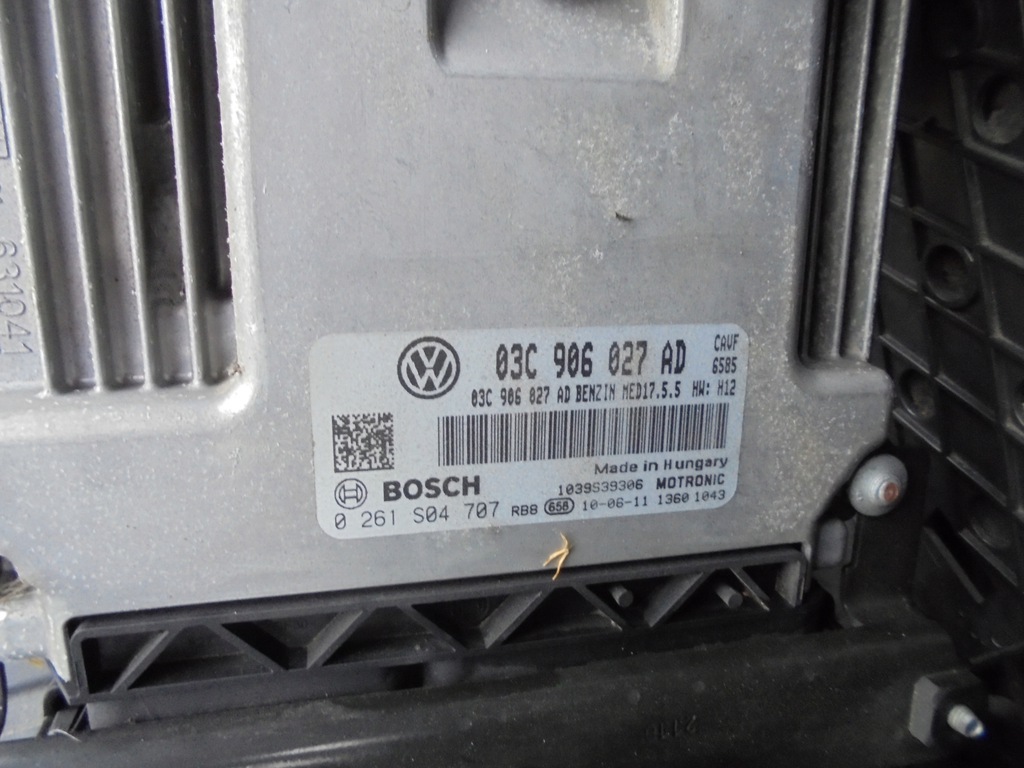 03C 906 027 AD CAVF 6585
03C 906 027 AD BENZIN MED17.5.5 HW: H12
Made in Hungary
BOSCH 1039S39306 MOTRONIC
0 261 S04 707 RB8 658 10-06-11 1360 1043
631041